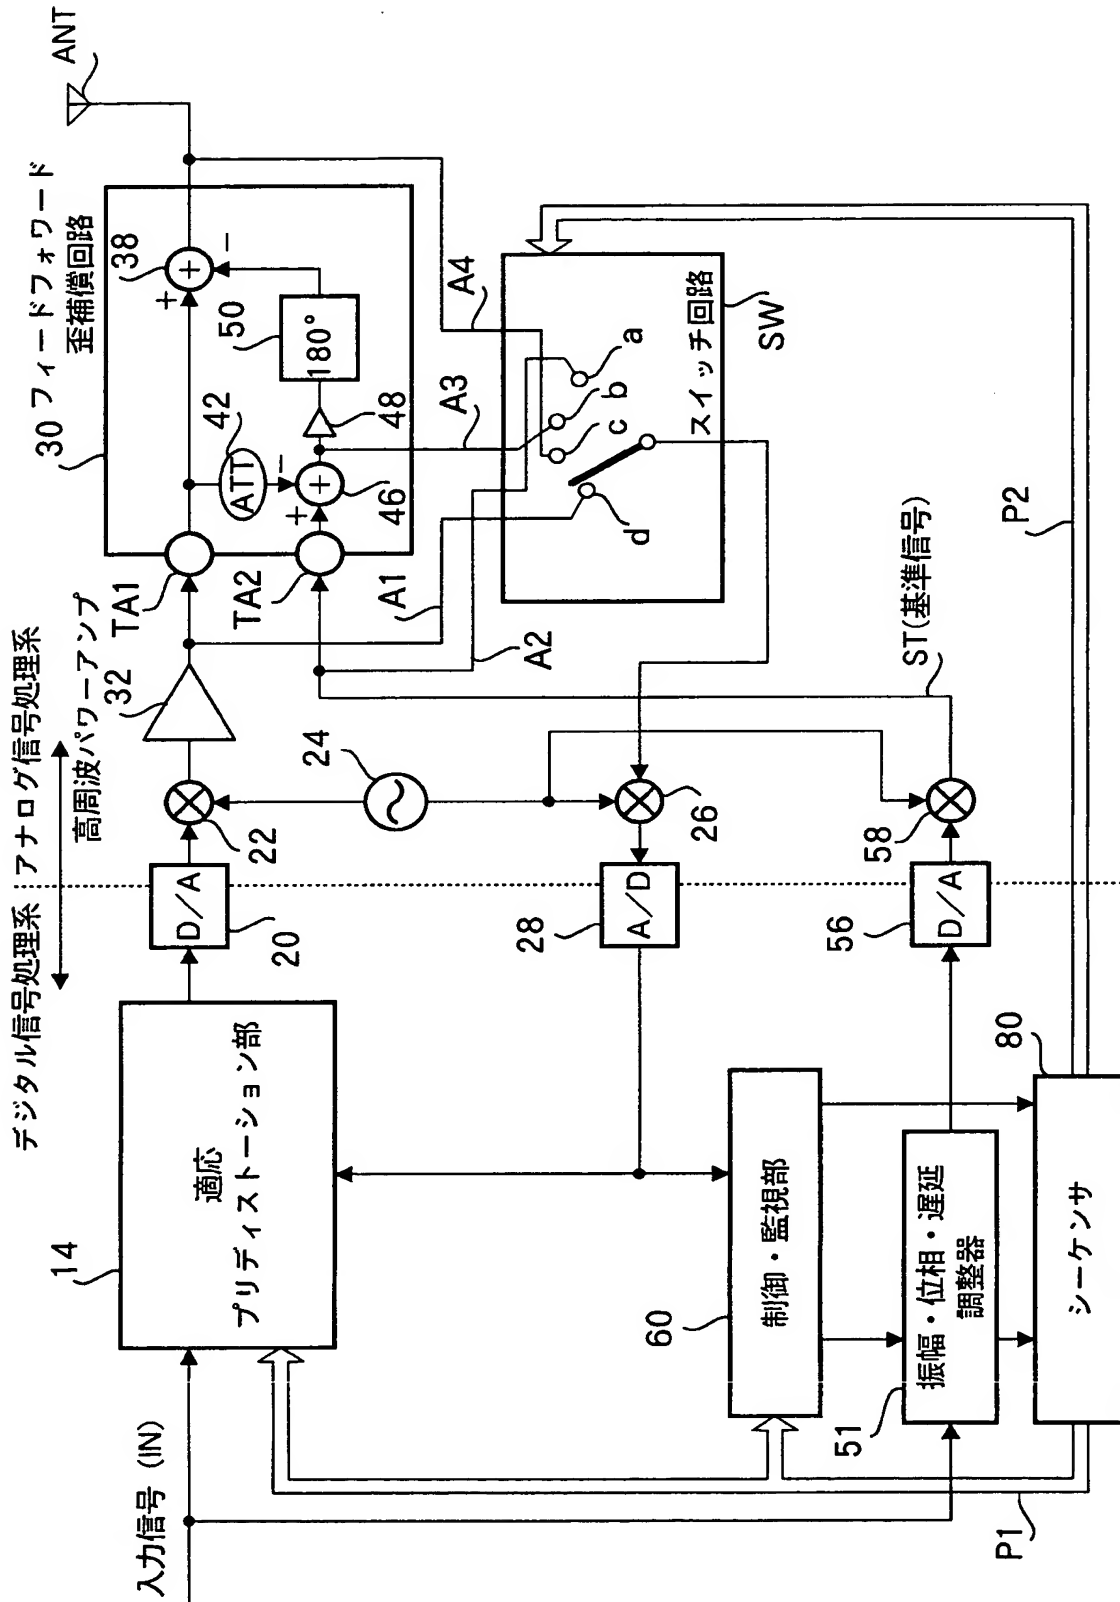 デジタル信号処理系
アナログ信号処理系
高周波パワーアンプ
30
フィードフォワード
歪補償回路
ANT
入力信号 (IN)
14
適応
プリディストーション部
D/A
20
22
32
TA1
TA2
38
+
+
−
42
ATT
−
+
+
46
48
50
180°
24
A1
A2
A3
A4
a
b
c
d
スイッチ回路
SW
26
A/D
28
60
制御・監視部
51
振幅・位相・遅延
調整器
D/A
56
58
ST(基準信号)
80
シーケンサ
P1
P2